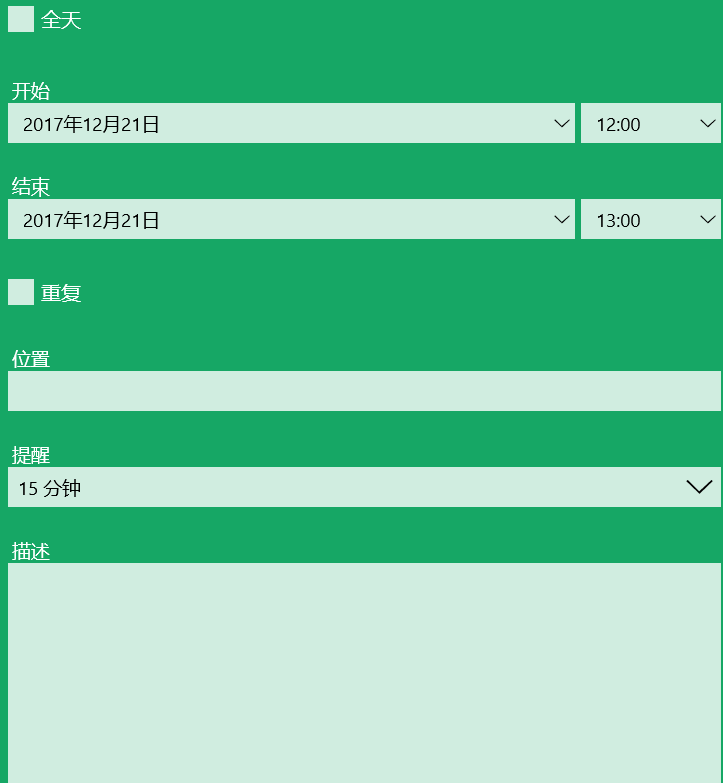 全天
开始
2017年12月21日 12:00
结束
2017年12月21日 13:00
重复
位置
提醒
15 分钟
描述